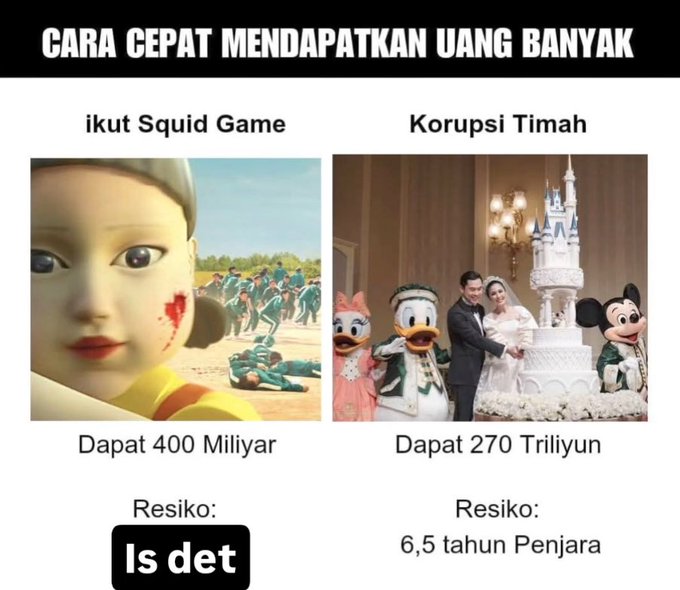 CARA CEPAT MENDAPATKAN UANG BANYAK
ikut Squid Game
Dapat 400 Miliyar
Resiko:
Is det
Korupsi Timah
Dapat 270 Triliyun
Resiko:
6,5 tahun Penjara